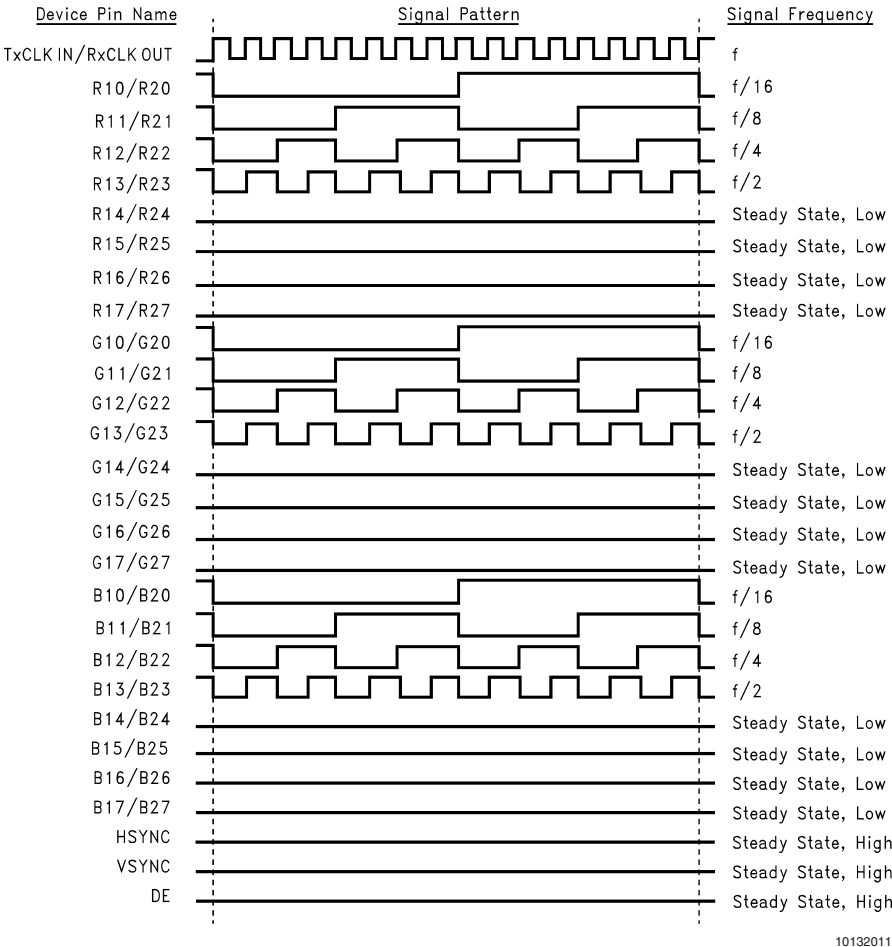 Device Pin Name Signal Pattern Signal Frequency
TxCLK IN/RxCLK OUT f
R10/R20 f/16
R11/R21 f/8
R12/R22 f/4
R13/R23 f/2
R14/R24 Steady State, Low
R15/R25 Steady State, Low
R16/R26 Steady State, Low
R17/R27 Steady State, Low
G10/G20 f/16
G11/G21 f/8
G12/G22 f/4
G13/G23 f/2
G14/G24 Steady State, Low
G15/G25 Steady State, Low
G16/G26 Steady State, Low
G17/G27 Steady State, Low
B10/B20 f/16
B11/B21 f/8
B12/B22 f/4
B13/B23 f/2
B14/B24 Steady State, Low
B15/B25 Steady State, Low
B16/B26 Steady State, Low
B17/B27 Steady State, Low
HSYNC Steady State, High
VSYNC Steady State, High
DE Steady State, High
10132011